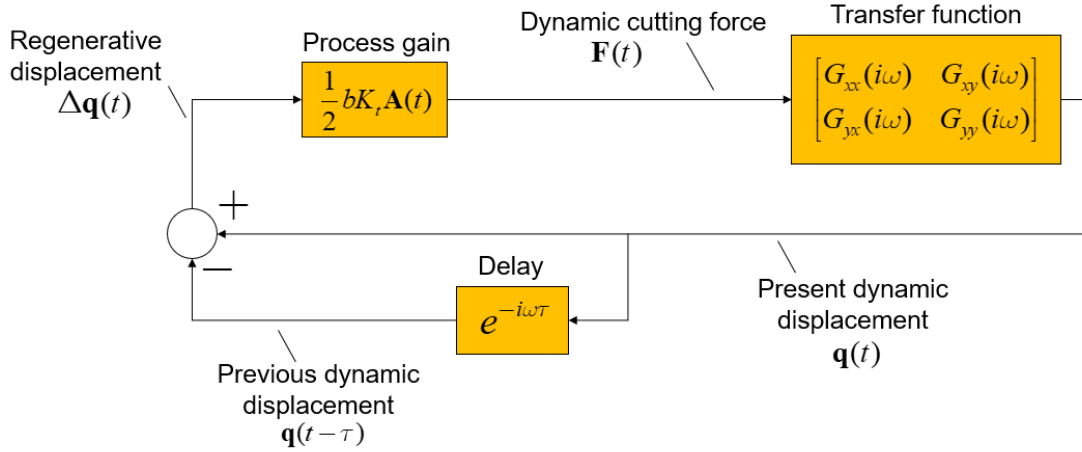 Regenerative
displacement
Δq(t)
Process gain
1/2 bK_t A(t)
Dynamic cutting force
F(t)
Transfer function
[G_xx(iω) G_xy(iω)
G_yx(iω) G_yy(iω)]
+
−
Delay
e^{-iωτ}
Present dynamic
displacement
q(t)
Previous dynamic
displacement
q(t−τ)